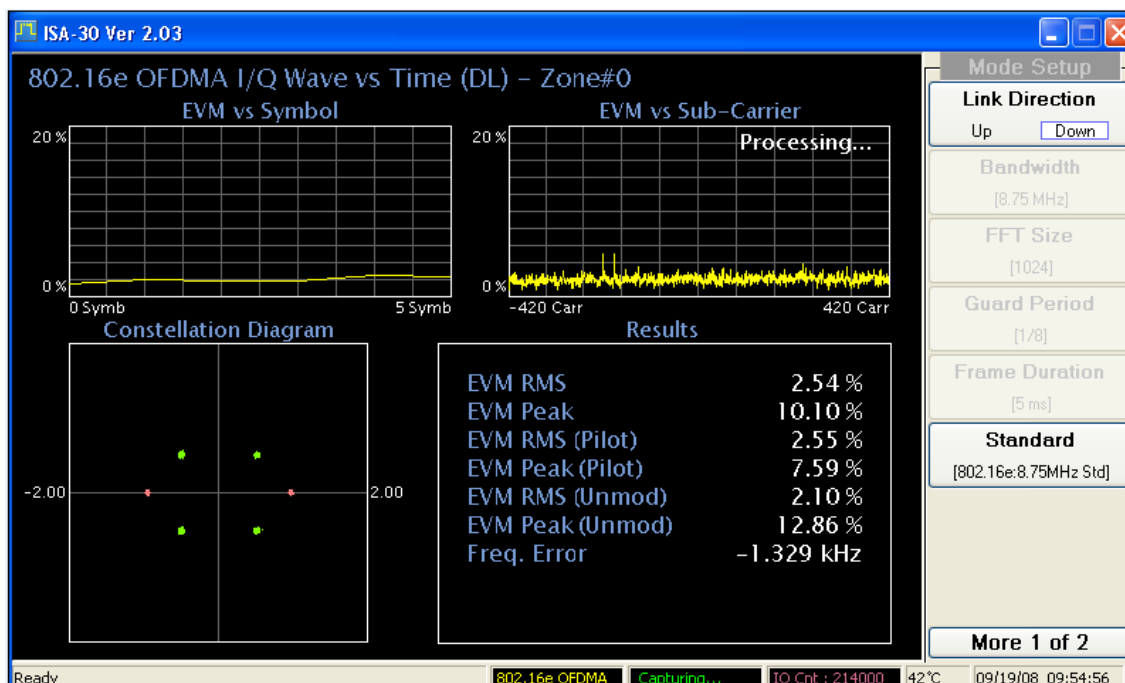 ISA-30 Ver 2.03
802.16e OFDMA I/Q Wave vs Time (DL) - Zone#0
EVM vs Symbol
20 %
0 %
0 Symb
5 Symb
EVM vs Sub-Carrier
20 %
Processing...
0 %
-420 Carr
420 Carr
Constellation Diagram
-2.00
2.00
Results
EVM RMS 2.54 %
EVM Peak 10.10 %
EVM RMS (Pilot) 2.55 %
EVM Peak (Pilot) 7.59 %
EVM RMS (Unmod) 2.10 %
EVM Peak (Unmod) 12.86 %
Freq. Error -1.329 kHz
Mode Setup
Link Direction
Up Down
Bandwidth
[8.75 MHz]
FFT Size
[1024]
Guard Period
[1/8]
Frame Duration
[5 ms]
Standard
[802.16e:8.75MHz Std]
More 1 of 2
Ready
802.16e OFDMA
Capturing...
IQ Cnt : 214000
42°C
09/19/08 09:54:56